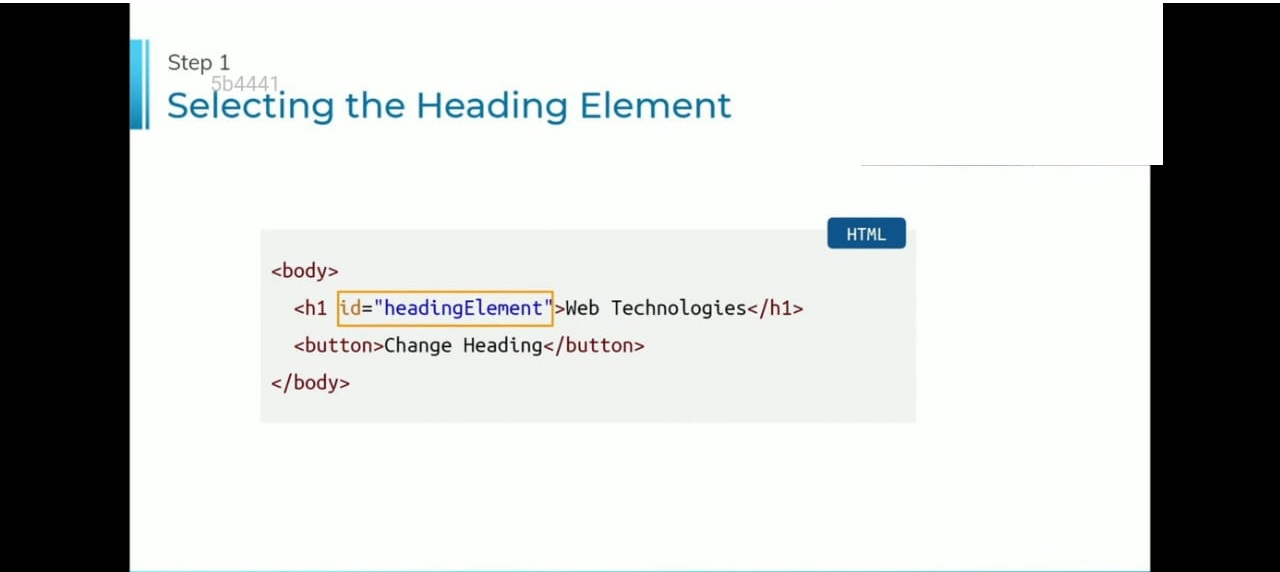 Step 1
5b4441
Selecting the Heading Element
HTML
<body>
<h1 id="headingElement">Web Technologies</h1>
<button>Change Heading</button>
</body>